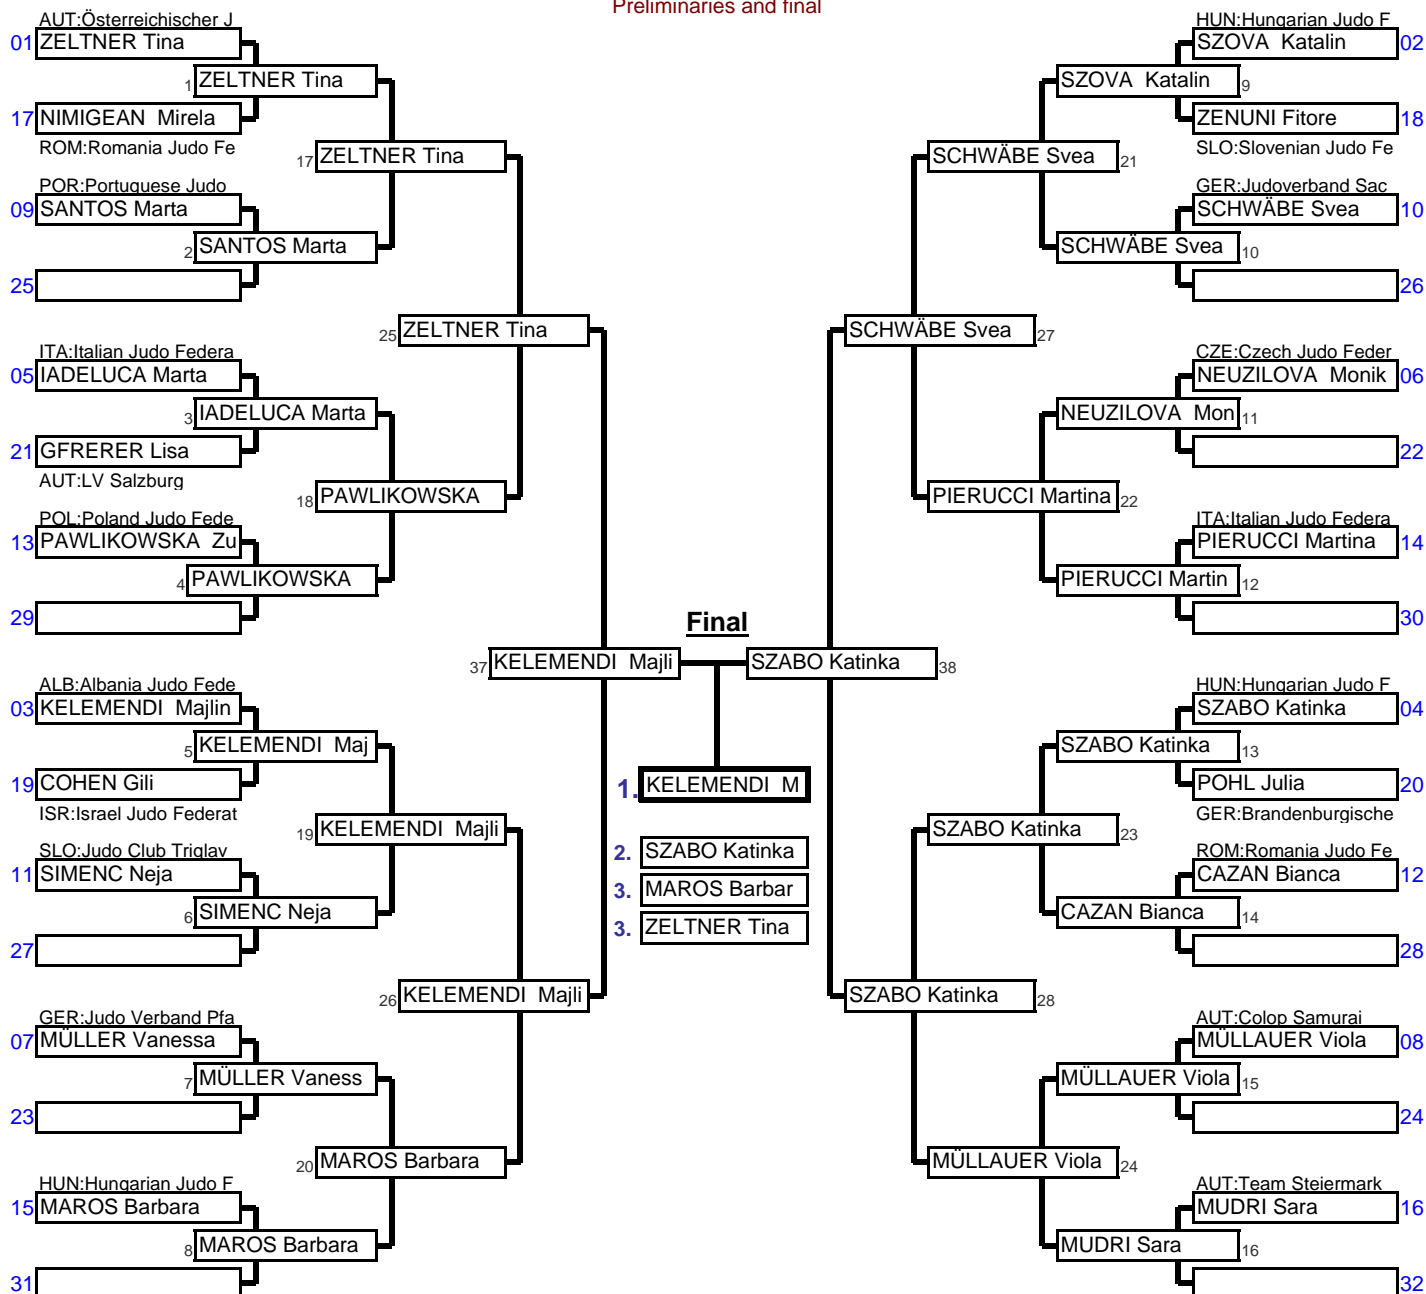 Preliminaries and final
AUT:Österreichischer J
01 ZELTNER Tina
1 ZELTNER Tina
17 NIMIGEAN Mirela
ROM:Romania Judo Fe
17 ZELTNER Tina
POR:Portuguese Judo
09 SANTOS Marta
2 SANTOS Marta
25
25 ZELTNER Tina
ITA:Italian Judo Federa
05 IADELUCA Marta
3 IADELUCA Marta
21 GFRERER Lisa
AUT:LV Salzburg
18 PAWLIKOWSKA
POL:Poland Judo Fede
13 PAWLIKOWSKA Zu
4 PAWLIKOWSKA
29
37 KELEMENDI Majli
ALB:Albania Judo Fede
03 KELEMENDI Majlin
5 KELEMENDI Maj
19 COHEN Gili
ISR:Israel Judo Federat
19 KELEMENDI Majli
SLO:Judo Club Triglav
11 SIMENC Neja
6 SIMENC Neja
27
26 KELEMENDI Majli
GER:Judo Verband Pfa
07 MÜLLER Vanessa
7 MÜLLER Vaness
23
20 MAROS Barbara
HUN:Hungarian Judo F
15 MAROS Barbara
8 MAROS Barbara
31
Final
1. KELEMENDI M
2. SZABO Katinka
3. MAROS Barbar
3. ZELTNER Tina
HUN:Hungarian Judo F
SZOVA Katalin 02
SZOVA Katalin 9
ZENUNI Fitore 18
SLO:Slovenian Judo Fe
SCHWÄBE Svea 21
GER:Judoverband Sac
SCHWÄBE Svea 10
SCHWÄBE Svea 10
26
SCHWÄBE Svea 27
CZE:Czech Judo Feder
NEUZILOVA Monik 06
NEUZILOVA Mon 11
22
PIERUCCI Martina 22
ITA:Italian Judo Federa
PIERUCCI Martina 14
PIERUCCI Martin 12
30
SZABO Katinka 38
HUN:Hungarian Judo F
SZABO Katinka 04
SZABO Katinka 13
POHL Julia 20
GER:Brandenburgische
SZABO Katinka 23
ROM:Romania Judo Fe
CAZAN Bianca 12
CAZAN Bianca 14
28
SZABO Katinka 28
AUT:Colop Samurai
MÜLLAUER Viola 08
MÜLLAUER Viola 15
24
MÜLLAUER Viola 24
AUT:Team Steiermark
MUDRI Sara 16
MUDRI Sara 16
32